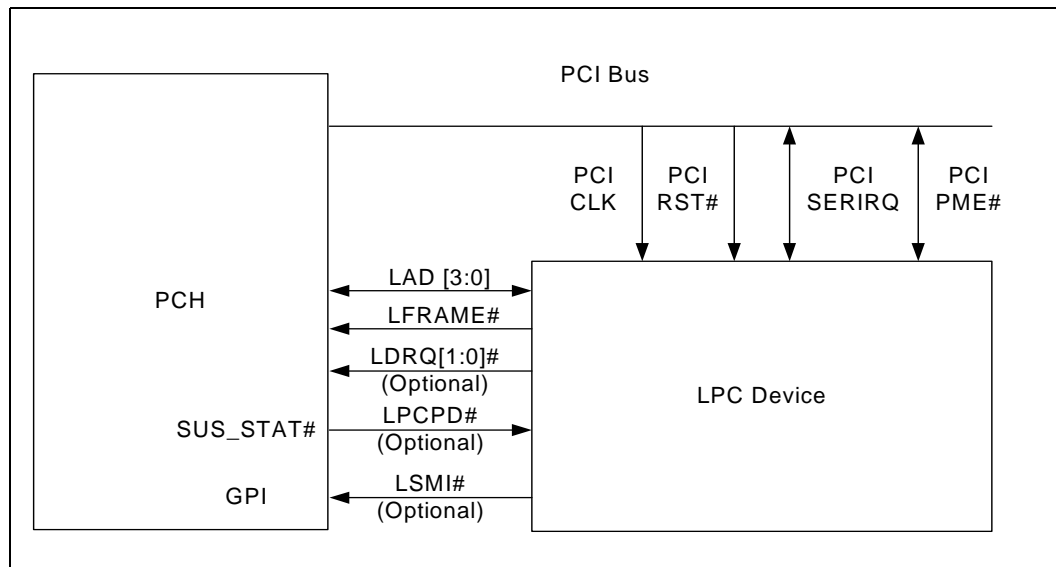 PCI Bus
PCI
CLK
PCI
RST#
PCI
SERIRQ
PCI
PME#
PCH
LAD [3:0]
LFRAME#
LDRQ[1:0]#
(Optional)
SUS_STAT#
LPCPD#
(Optional)
GPI
LSMI#
(Optional)
LPC Device